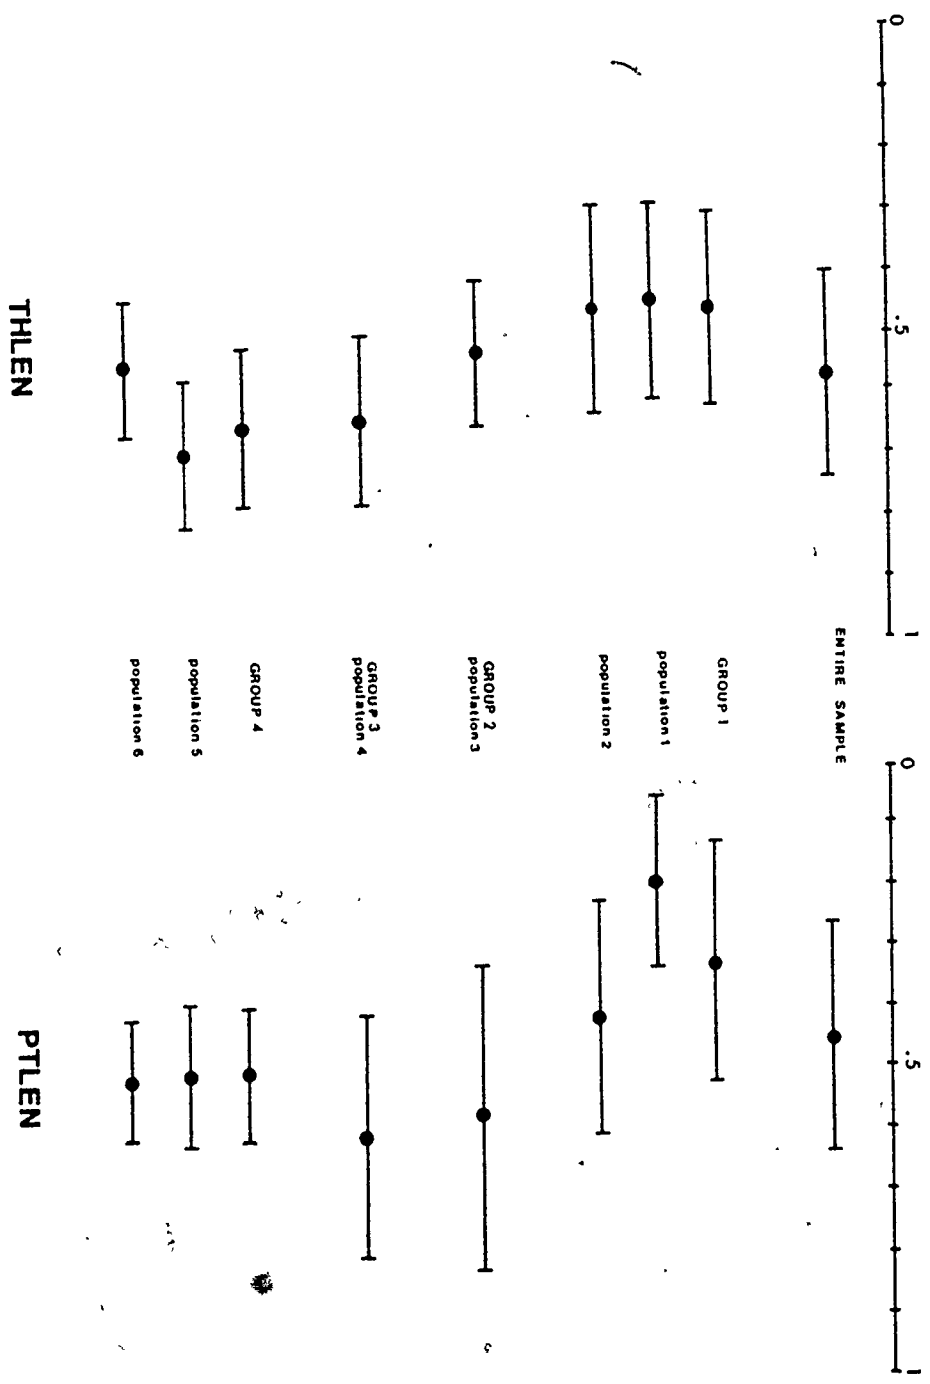 0 .5 1
0 .5 1
ENTIRE SAMPLE
GROUP 1
population 1
population 2
GROUP 2
population 3
GROUP 3
population 4
GROUP 4
population 5
population 6
THLEN
PTLEN